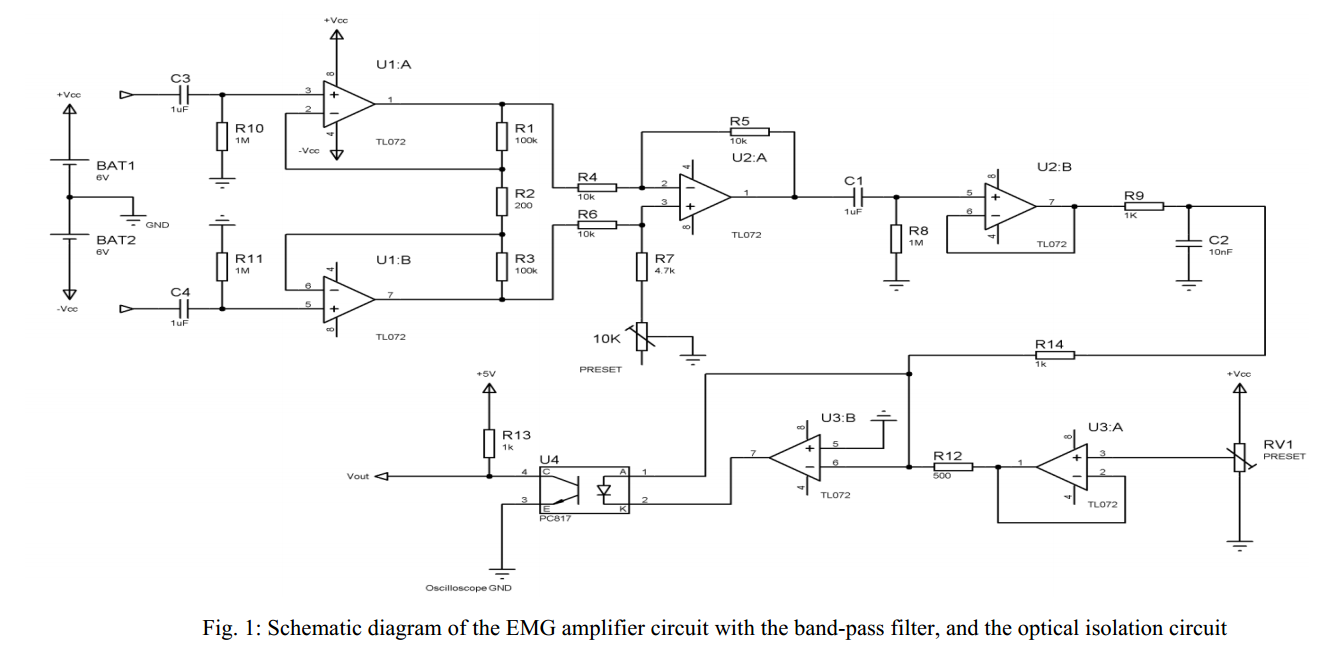 +Vcc
+Vcc
BAT1
6V
GND
BAT2
6V
-Vcc
C3
1uF
R10
1M
R11
1M
C4
1uF
U1:A
8
3
+
1
2
−
4
-Vcc
TL072
U1:B
4
6
−
7
5
+
8
TL072
R1
100k
R2
200
R3
100k
R4
10k
R6
10k
R5
10k
U2:A
4
2
−
1
3
+
8
TL072
R7
4.7k
10K
PRESET
C1
1uF
R8
1M
U2:B
8
5
+
7
6
−
4
TL072
R9
1K
C2
10nF
R14
1k
+5V
R13
1k
Vout
U4
4
C
A
1
3
E
K
2
PC817
Oscilloscope GND
U3:B
8
7
+
5
−
6
4
TL072
R12
500
U3:A
8
1
+
3
−
2
4
TL072
+Vcc
RV1
PRESET
Fig. 1: Schematic diagram of the EMG amplifier circuit with the band-pass filter, and the optical isolation circuit